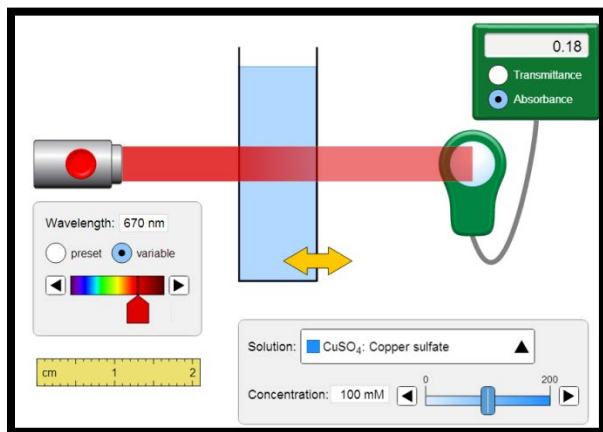 0.18
Transmittance
Absorbance
Wavelength: 670 nm
preset variable
cm 1 2
Solution: CuSO₄: Copper sulfate
Concentration: 100 mM 0 200